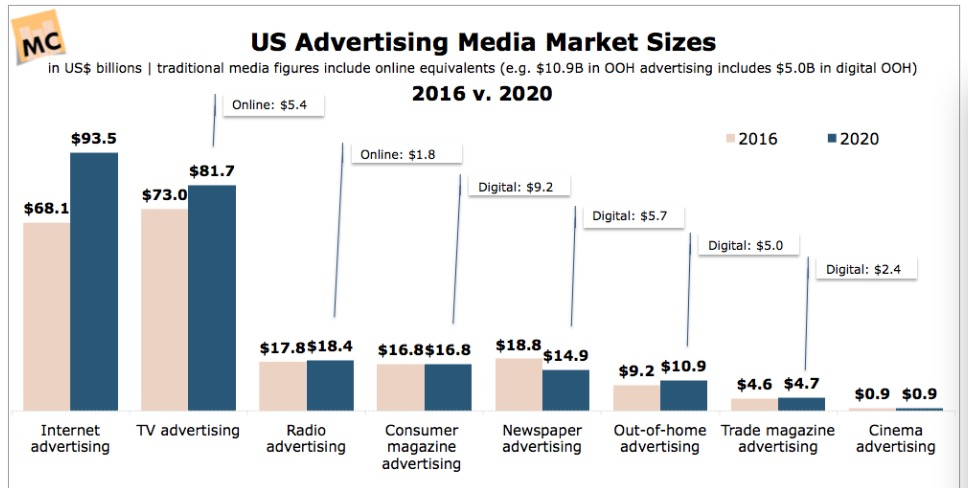 MC
US Advertising Media Market Sizes
in US$ billions | traditional media figures include online equivalents (e.g. $10.9B in OOH advertising includes $5.0B in digital OOH)
2016 v. 2020
Online: $5.4
Online: $1.8
Digital: $9.2
Digital: $5.7
Digital: $5.0
Digital: $2.4
2016
2020
$68.1
$93.5
$73.0
$81.7
$17.8
$18.4
$16.8
$16.8
$18.8
$14.9
$9.2
$10.9
$4.6
$4.7
$0.9
$0.9
Internet
advertising
TV advertising
Radio
advertising
Consumer
magazine
advertising
Newspaper
advertising
Out-of-home
advertising
Trade magazine
advertising
Cinema
advertising